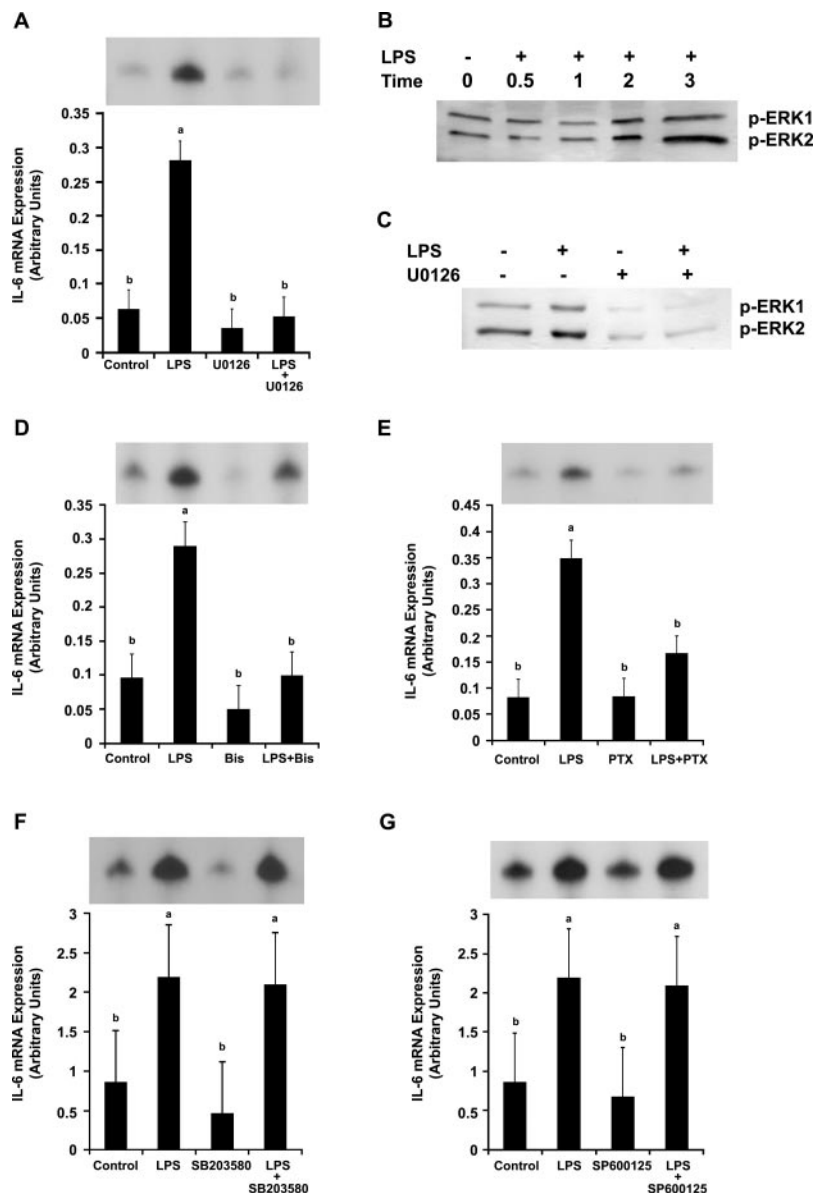 A
IL-6 mRNA Expression
(Arbitrary Units)
0.35
0.3
0.25
0.2
0.15
0.1
0.05
0
b
a
b
b
Control LPS U0126 LPS
+
U0126
B
LPS - + + + +
Time 0 0.5 1 2 3
p-ERK1
p-ERK2
C
LPS - + - +
U0126 - - + +
p-ERK1
p-ERK2
D
IL-6 mRNA Expression
(Arbitrary Units)
0.35
0.3
0.25
0.2
0.15
0.1
0.05
0
b
a
b
b
Control LPS Bis LPS+Bis
E
IL-6 mRNA Expression
(Arbitrary Units)
0.45
0.4
0.35
0.3
0.25
0.2
0.15
0.1
0.05
0
b
a
b
b
Control LPS PTX LPS+PTX
F
IL-6 mRNA Expression
(Arbitrary Units)
3
2.5
2
1.5
1
0.5
0
b
a
b
a
Control LPS SB203580 LPS
+
SB203580
G
IL-6 mRNA Expression
(Arbitrary Units)
3
2.5
2
1.5
1
0.5
0
b
a
b
a
Control LPS SP600125 LPS
+
SP600125